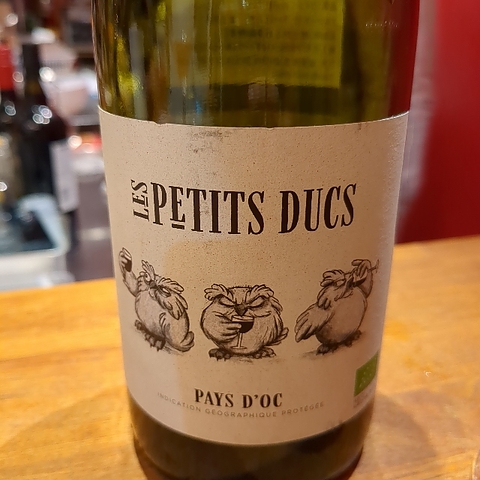 LES PETITS DUCS
PAYS D'OC
INDICATION GÉOGRAPHIQUE PROTÉGÉE